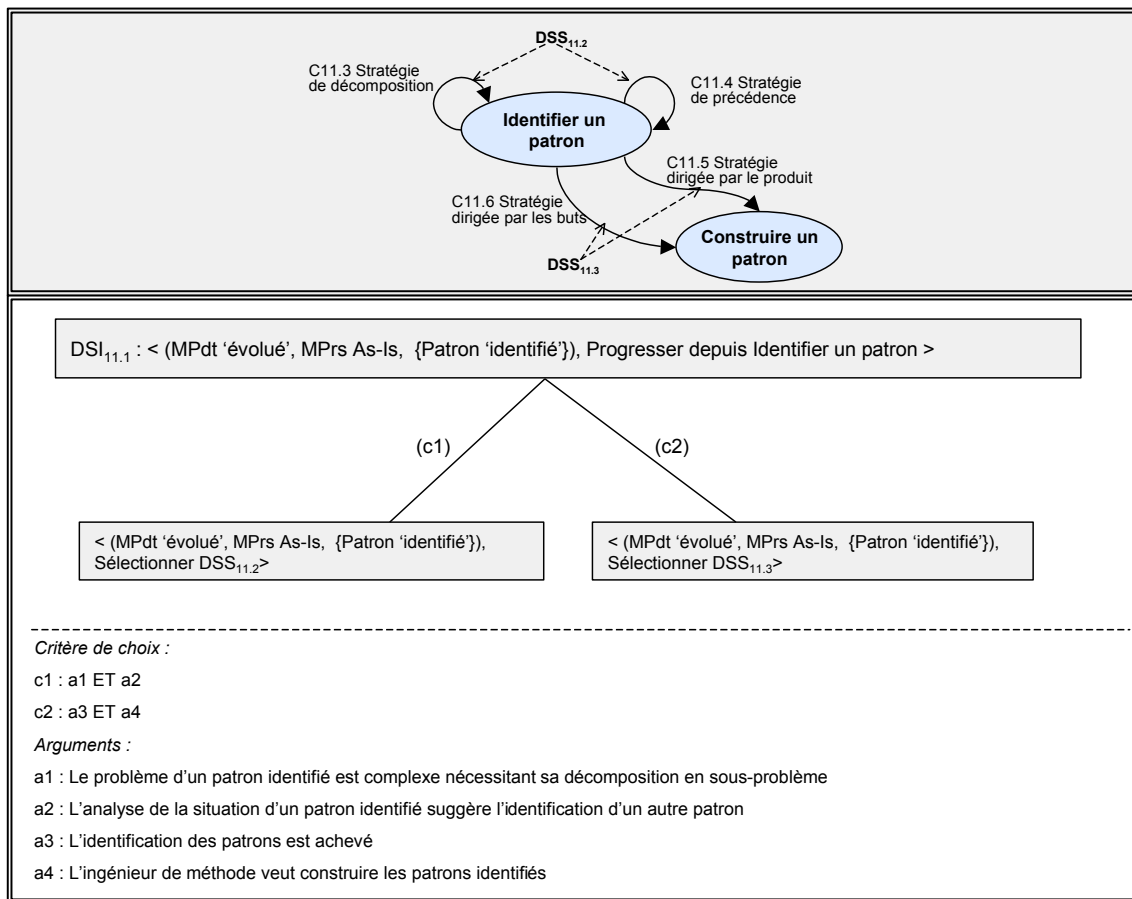 DSS11.2
C11.3 Stratégie
de décomposition
C11.4 Stratégie
de précédence
Identifier un
patron
C11.5 Stratégie
dirigée par le produit
C11.6 Stratégie
dirigée par les buts
Construire un
patron
DSS11.3
DSI11.1 : < (MPdt ‘évolué’, MPrs As-Is, {Patron ‘identifié’}), Progresser depuis Identifier un patron >
(c1)
(c2)
< (MPdt ‘évolué’, MPrs As-Is, {Patron ‘identifié’}),
Sélectionner DSS11.2>
< (MPdt ‘évolué’, MPrs As-Is, {Patron ‘identifié’}),
Sélectionner DSS11.3>
Critère de choix :
c1 : a1 ET a2
c2 : a3 ET a4
Arguments :
a1 : Le problème d’un patron identifié est complexe nécessitant sa décomposition en sous-problème
a2 : L’analyse de la situation d’un patron identifié suggère l’identification d’un autre patron
a3 : L’identification des patrons est achevé
a4 : L’ingénieur de méthode veut construire les patrons identifiés